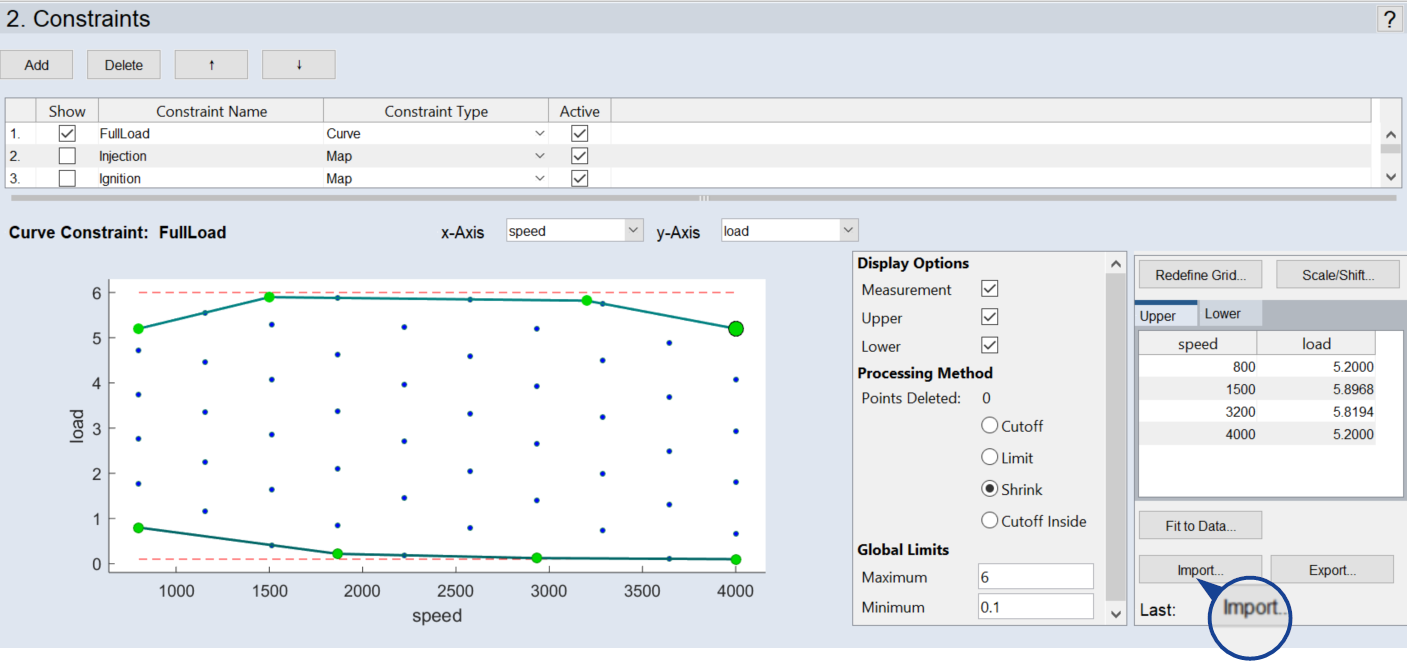 2. Constraints
?
Add Delete ↑ ↓
Show Constraint Name Constraint Type Active
1. FullLoad Curve
2. Injection Map
3. Ignition Map
Curve Constraint: FullLoad x-Axis speed y-Axis load
6
5
4
3
2
1
0
load
1000 1500 2000 2500 3000 3500 4000
speed
Display Options
Measurement
Upper
Lower
Processing Method
Points Deleted: 0
Cutoff
Limit
Shrink
Cutoff Inside
Global Limits
Maximum 6
Minimum 0.1
Redefine Grid... Scale/Shift...
Upper Lower
speed load
800 5.2000
1500 5.8968
3200 5.8194
4000 5.2000
Fit to Data...
Import... Export...
Last:
Import..